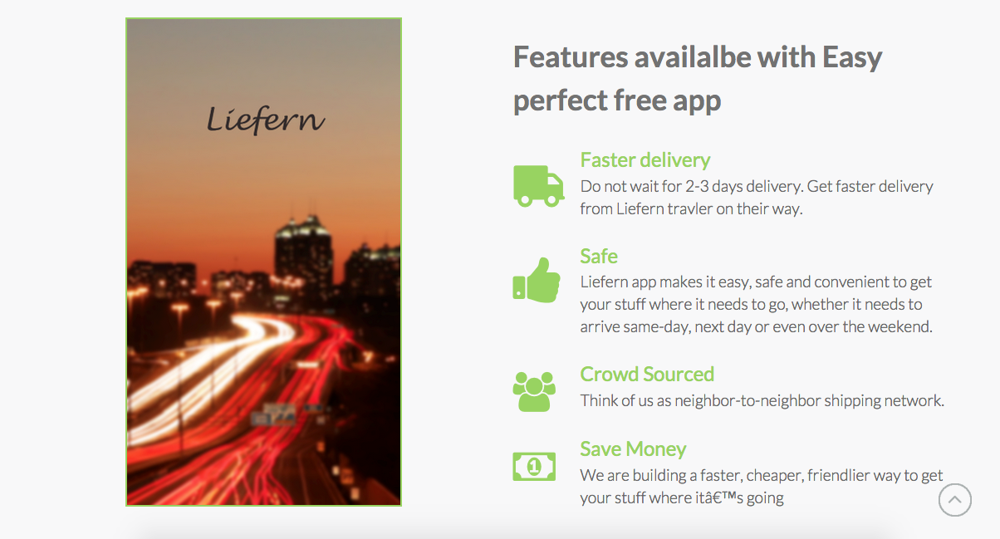 Liefern
Features availalbe with Easy
perfect free app
Faster delivery
Do not wait for 2-3 days delivery. Get faster delivery
from Liefern travler on their way.
Safe
Liefern app makes it easy, safe and convenient to get
your stuff where it needs to go, whether it needs to
arrive same-day, next day or even over the weekend.
Crowd Sourced
Think of us as neighbor-to-neighbor shipping network.
Save Money
1
We are building a faster, cheaper, friendlier way to get
your stuff where itâ€™s going